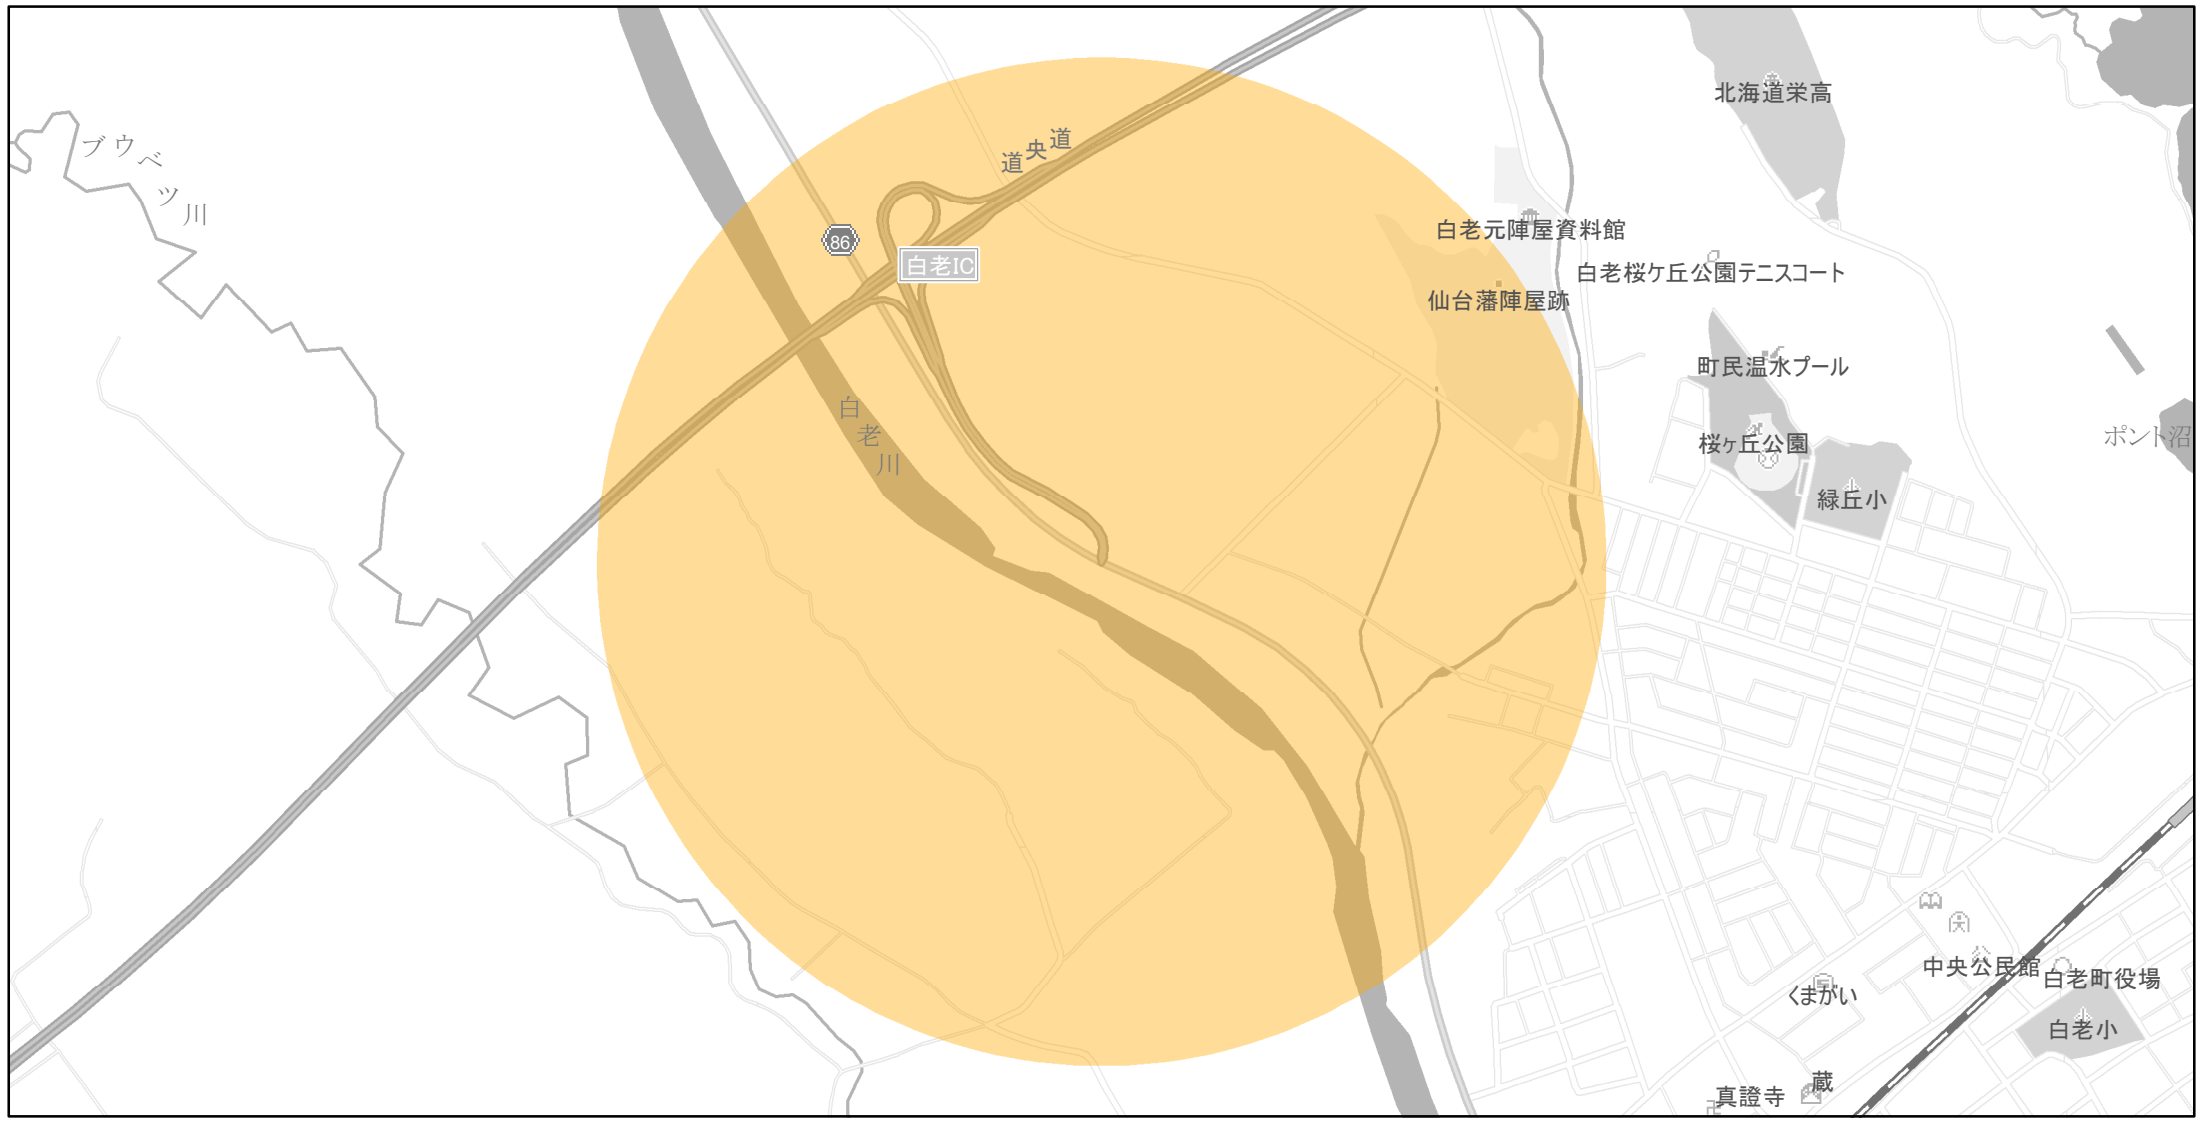 北海道栄高
ブウベツ川
道央道
白老元陣屋資料館
86
白老IC
白老桜ケ丘公園テニスコート
仙台藩陣屋跡
町民温水プール
白老川
ポント沼
桜ヶ丘公園
緑丘小
中央公民館
白老町役場
くまがい
白老小
蔵
真證寺